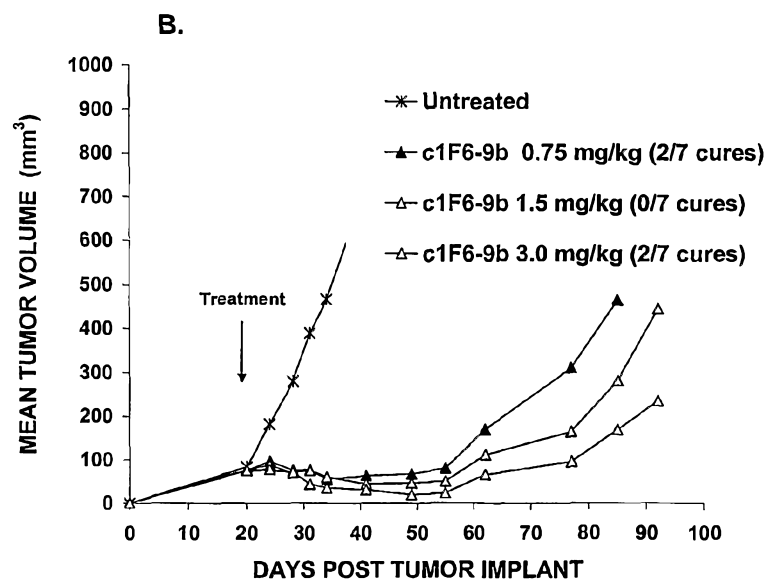 B.
MEAN TUMOR VOLUME (mm³)
1000
900
800
700
600
500
400
300
200
100
0
Untreated
c1F6-9b 0.75 mg/kg (2/7 cures)
c1F6-9b 1.5 mg/kg (0/7 cures)
c1F6-9b 3.0 mg/kg (2/7 cures)
Treatment
0 10 20 30 40 50 60 70 80 90 100
DAYS POST TUMOR IMPLANT